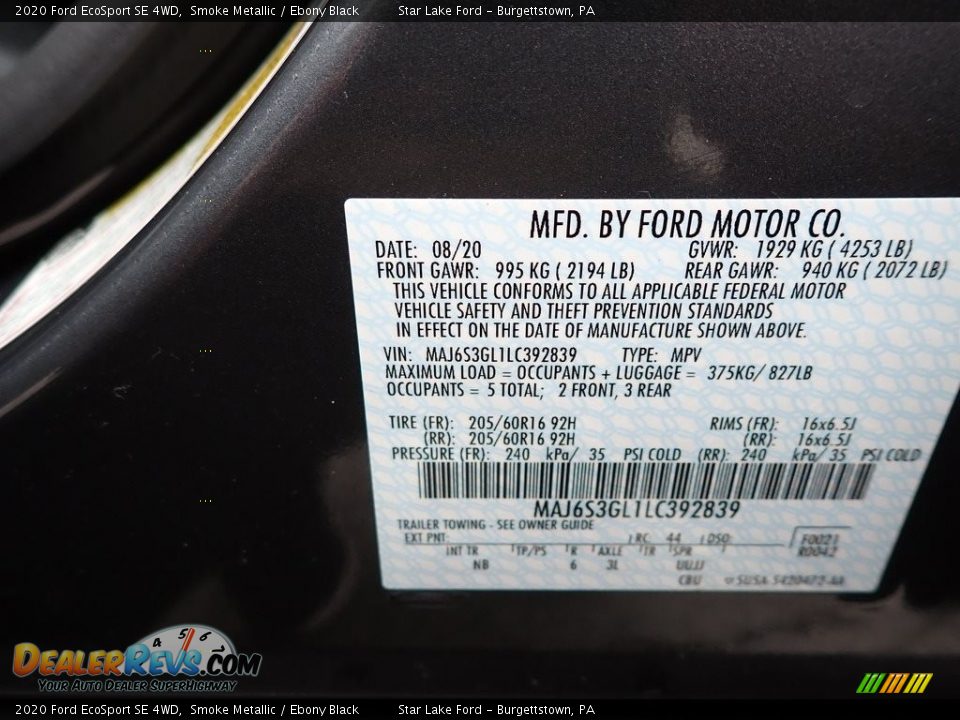 2020 Ford EcoSport SE 4WD, Smoke Metallic / Ebony Black Star Lake Ford - Burgettstown, PA
MFD. BY FORD MOTOR CO.
DATE: 08/20 GVWR: 1929 KG ( 4253 LB)
FRONT GAWR: 995 KG ( 2194 LB) REAR GAWR: 940 KG ( 2072 LB)
THIS VEHICLE CONFORMS TO ALL APPLICABLE FEDERAL MOTOR
VEHICLE SAFETY AND THEFT PREVENTION STANDARDS
IN EFFECT ON THE DATE OF MANUFACTURE SHOWN ABOVE.
VIN: MAJ6S3GL1LC392839 TYPE: MPV
MAXIMUM LOAD = OCCUPANTS + LUGGAGE = 375KG/ 827LB
OCCUPANTS = 5 TOTAL; 2 FRONT, 3 REAR
TIRE (FR): 205/60R16 92H RIMS (FR): 16x6.5J
(RR): 205/60R16 92H (RR): 16x6.5J
PRESSURE (FR): 240 kPa/ 35 PSI COLD (RR): 240 kPa/ 35 PSI COLD
MAJ6S3GL1LC392839
TRAILER TOWING - SEE OWNER GUIDE
EXT PNT: RC: 44 DSO: F0021
INT TR TP/PS R AXLE TR SPR R0042
NB 6 3L UUJJ
CBU
DEALERREVS.COM
4 5 6
YOUR AUTO DEALER SUPERHIGHWAY
2020 Ford EcoSport SE 4WD, Smoke Metallic / Ebony Black Star Lake Ford - Burgettstown, PA